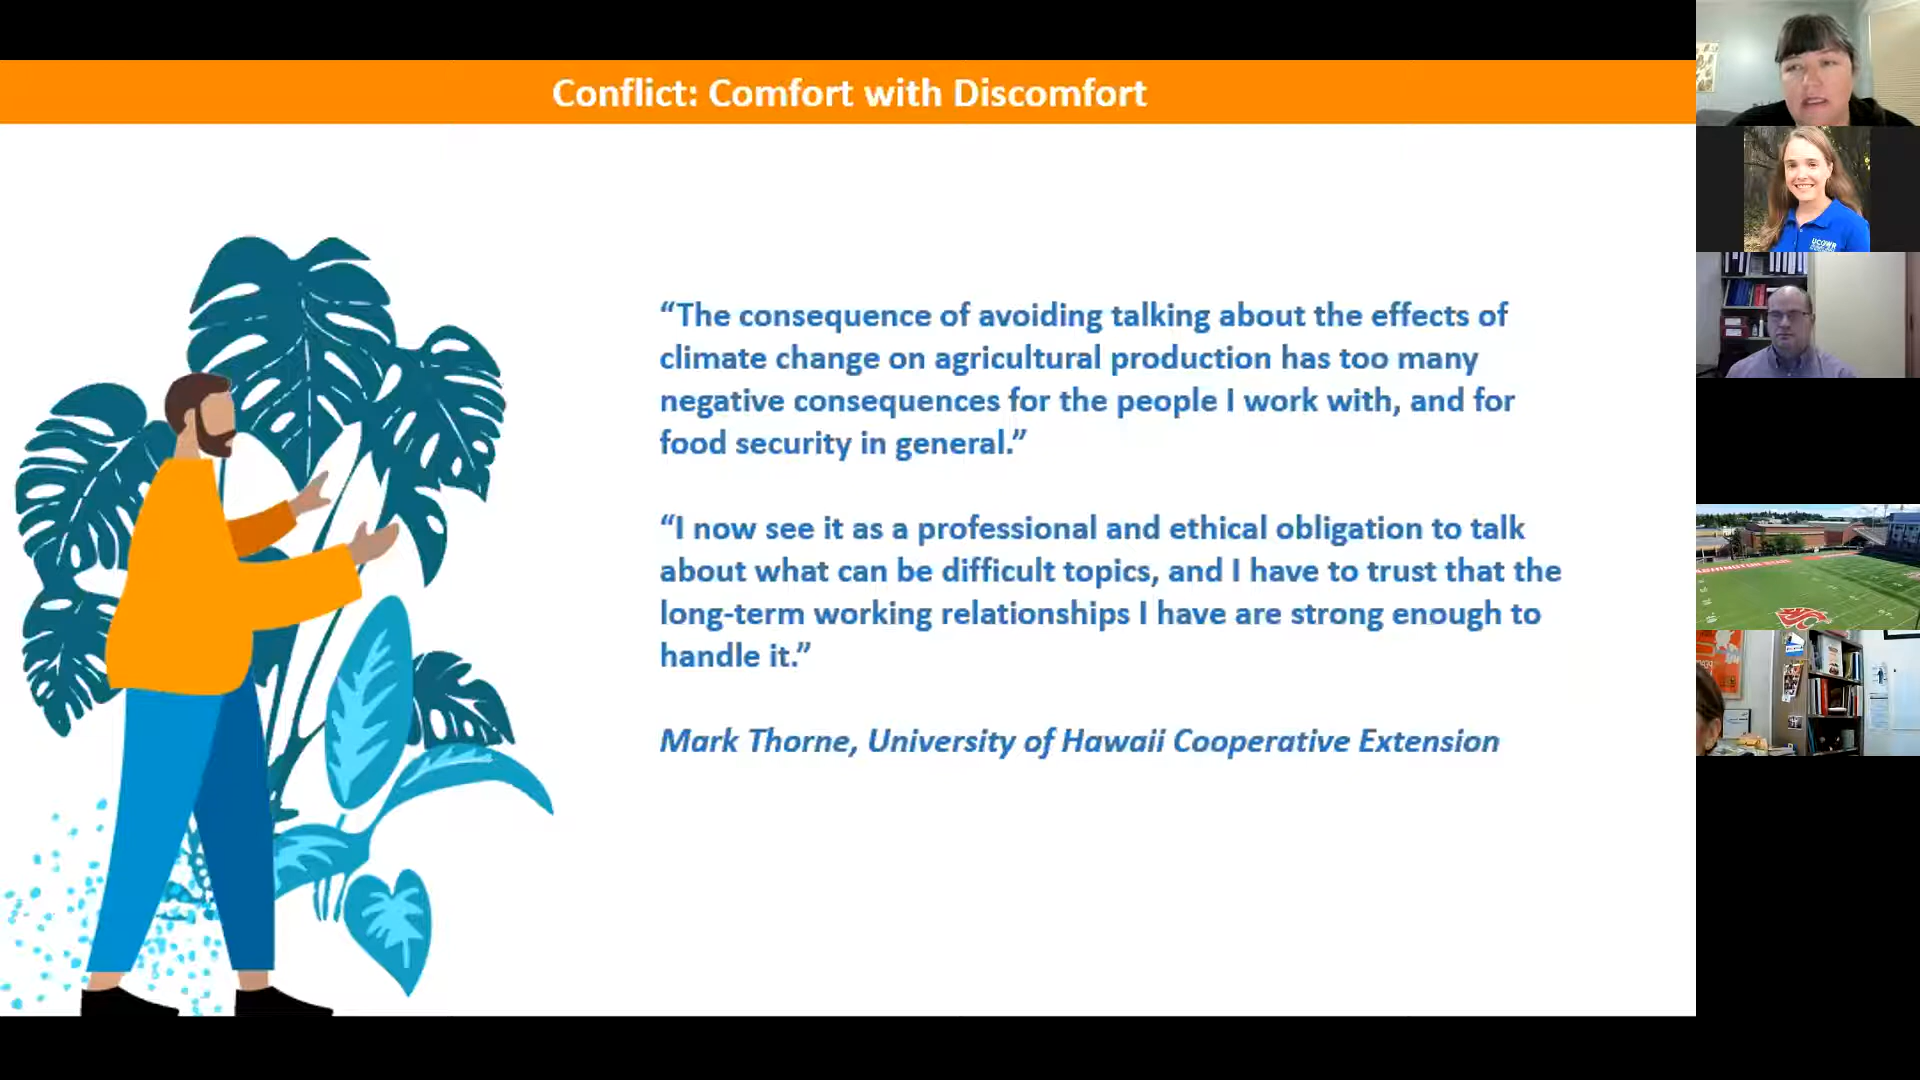 Conflict: Comfort with Discomfort
“The consequence of avoiding talking about the effects of
climate change on agricultural production has too many
negative consequences for the people I work with, and for
food security in general.”
“I now see it as a professional and ethical obligation to talk
about what can be difficult topics, and I have to trust that the
long-term working relationships I have are strong enough to
handle it.”
Mark Thorne, University of Hawaii Cooperative Extension
UCOWR